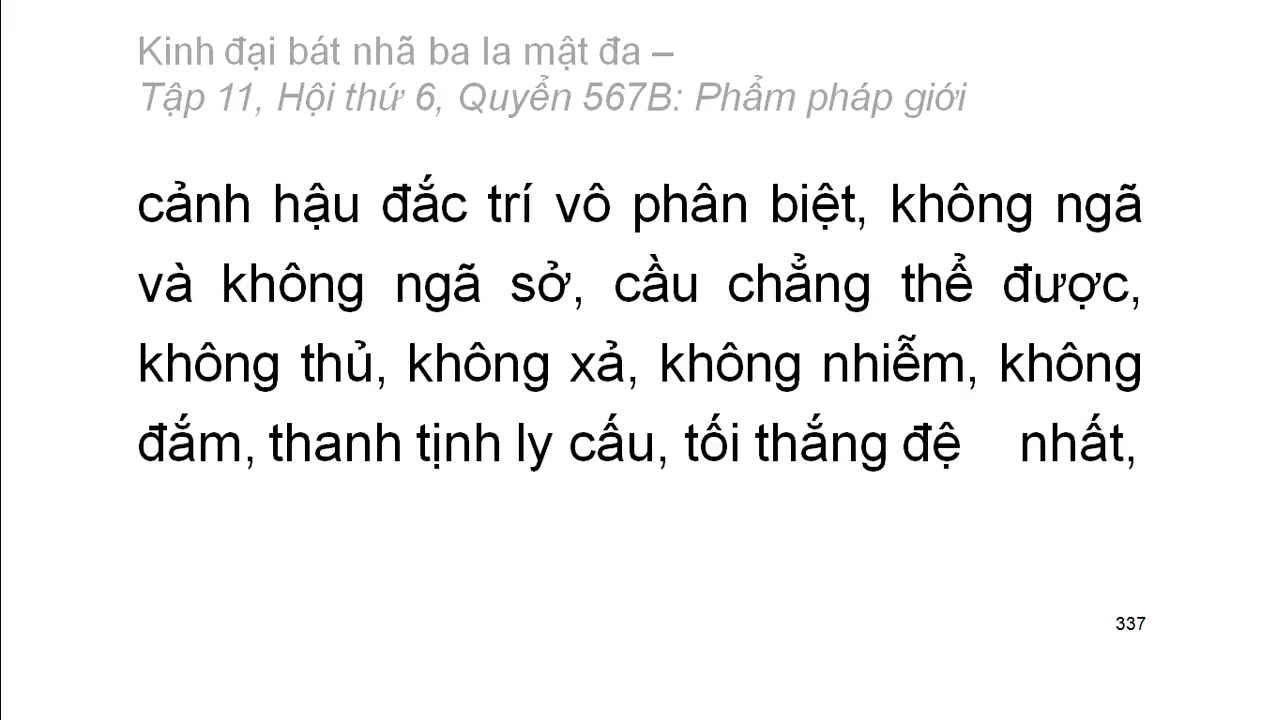 Kinh đại bát nhã ba la mật đa –
Tập 11, Hội thứ 6, Quyển 567B: Phẩm pháp giới
cảnh hậu đắc trí vô phân biệt, không ngã
và không ngã sở, cầu chẳng thể được,
không thủ, không xả, không nhiễm, không
đắm, thanh tịnh ly cấu, tối thắng đệ nhất,
337